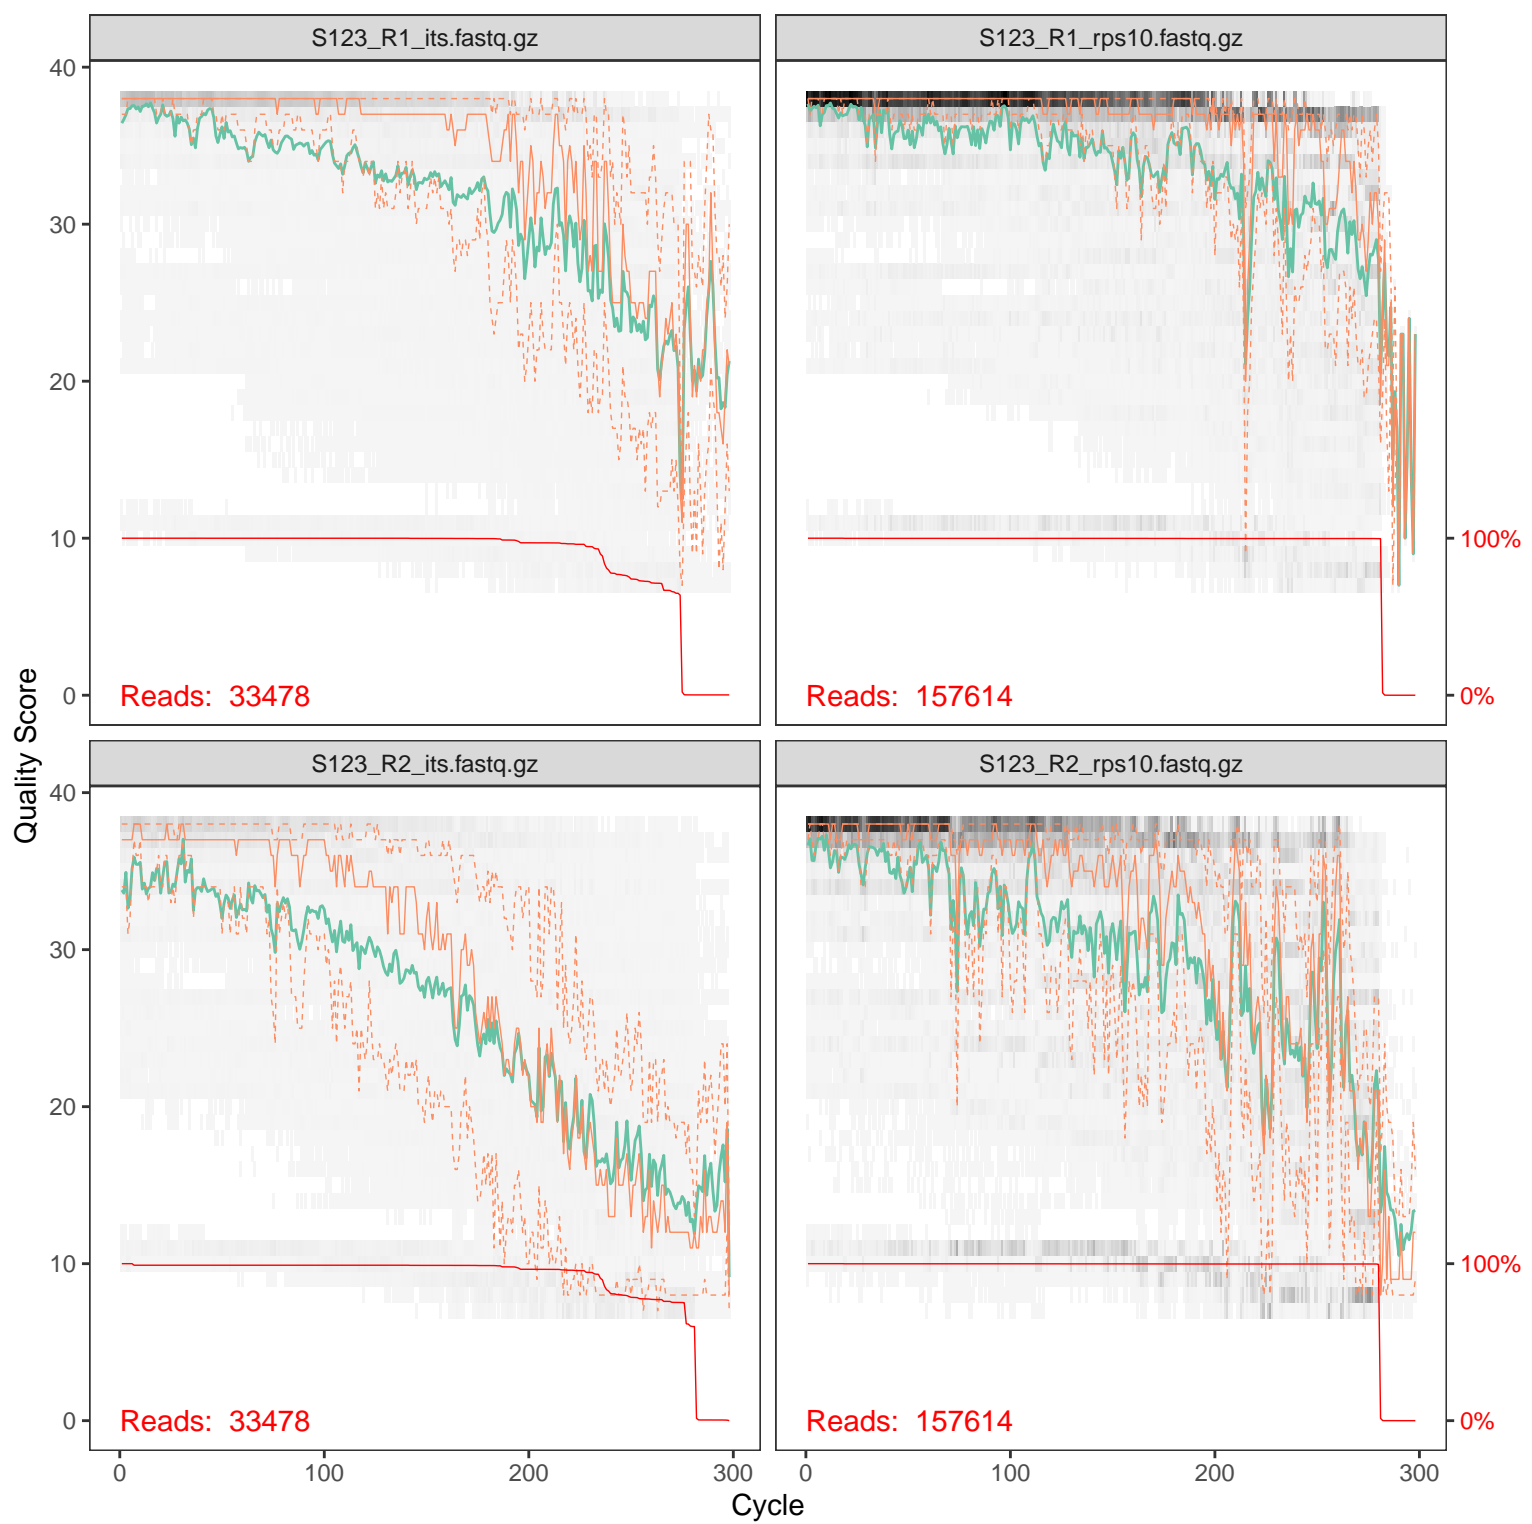 S123_R1_its.fastq.gz
S123_R1_rps10.fastq.gz
40
30
20
10
0
100%
0%
Reads: 33478
Reads: 157614
Quality Score
S123_R2_its.fastq.gz
S123_R2_rps10.fastq.gz
40
30
20
10
0
100%
0%
Reads: 33478
Reads: 157614
0
100
200
300
0
100
200
300
Cycle